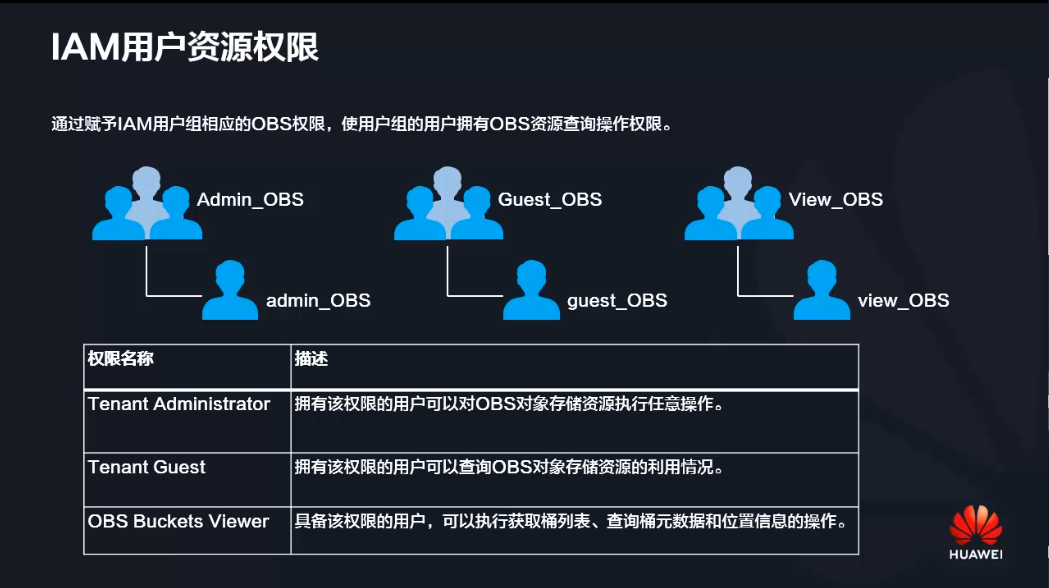 IAM用户资源权限
通过赋予IAM用户组相应的OBS权限，使用户组的用户拥有OBS资源查询操作权限。
Admin_OBS
Guest_OBS
View_OBS
admin_OBS
guest_OBS
view_OBS
权限名称
描述
Tenant Administrator
拥有该权限的用户可以对OBS对象存储资源执行任意操作。
Tenant Guest
拥有该权限的用户可以查询OBS对象存储资源的利用情况。
OBS Buckets Viewer
具备该权限的用户，可以执行获取桶列表、查询桶元数据和位置信息的操作。
HUAWEI